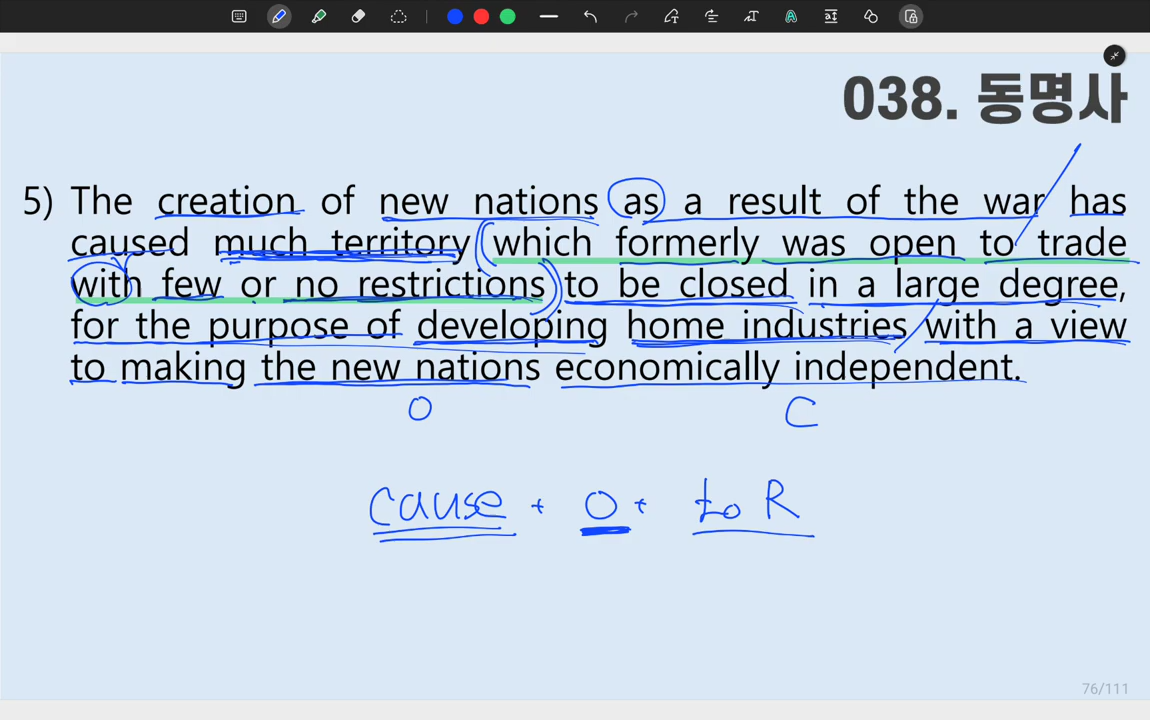 038. 동명사
5) The creation of new nations as a result of the war has
caused much territory which formerly was open to trade
with few or no restrictions to be closed in a large degree,
for the purpose of developing home industries with a view
to making the new nations economically independent.
O C
cause + O + to R
76/111